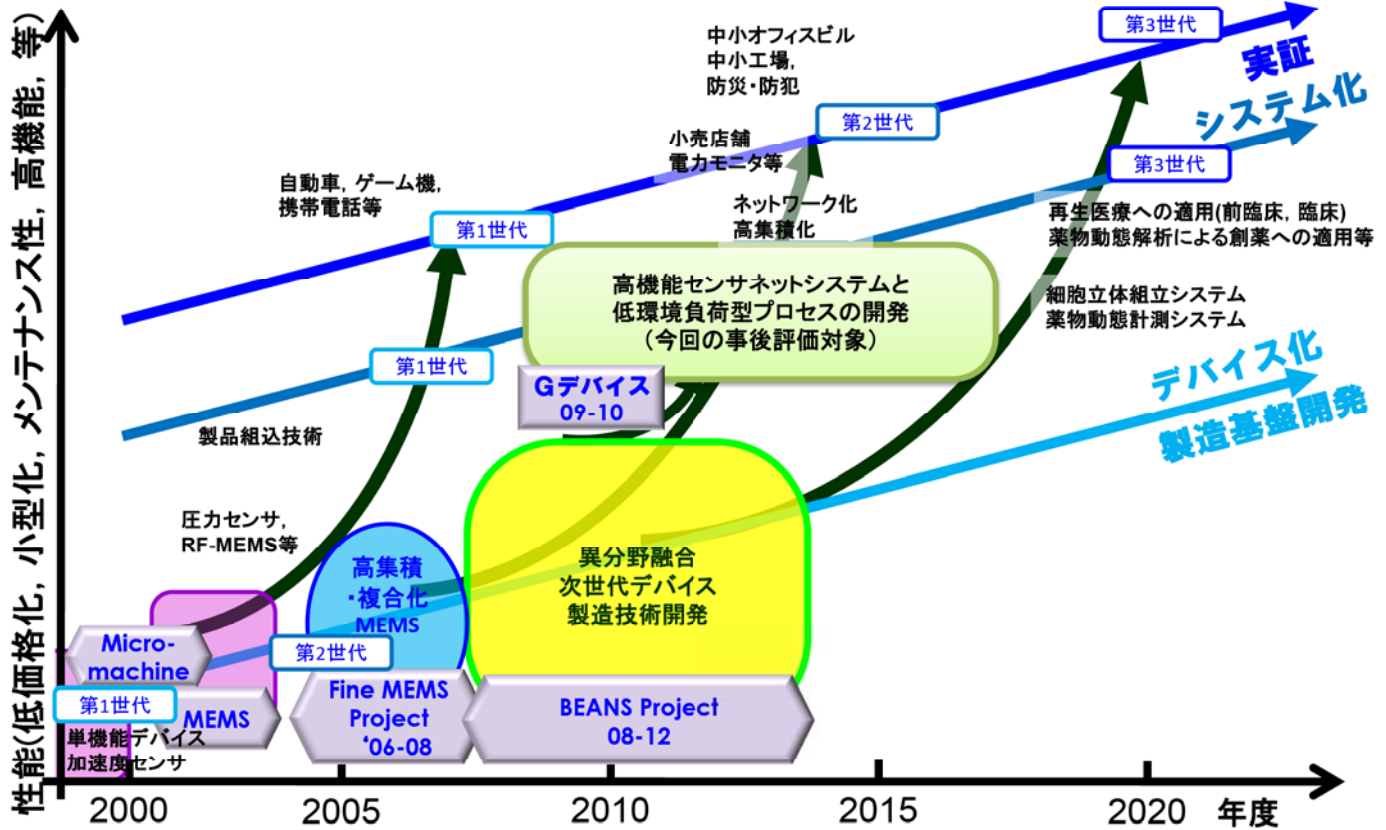 性能(低価格化, 小型化, メンテナンス性, 高機能, 等)
第3世代
実証
中小オフィスビル
中小工場,
防災・防犯
第2世代
システム化
小売店舗
電力モニタ等
第3世代
自動車, ゲーム機,
携帯電話等
第1世代
ネットワーク化
高集積化
再生医療への適用(前臨床, 臨床)
薬物動態解析による創薬への適用等
高機能センサネットシステムと
低環境負荷型プロセスの開発
(今回の事後評価対象)
細胞立体組立システム
薬物動態計測システム
第1世代
Gデバイス
09-10
デバイス化
製造基盤開発
製品組込技術
圧力センサ,
RF-MEMS等
高集積
・複合化
MEMS
異分野融合
次世代デバイス
製造技術開発
Micro-
machine
第2世代
第1世代
MEMS
Fine MEMS
Project
‘06-08
BEANS Project
08-12
単機能デバイス
加速度センサ
2000
2005
2010
2015
2020
年度